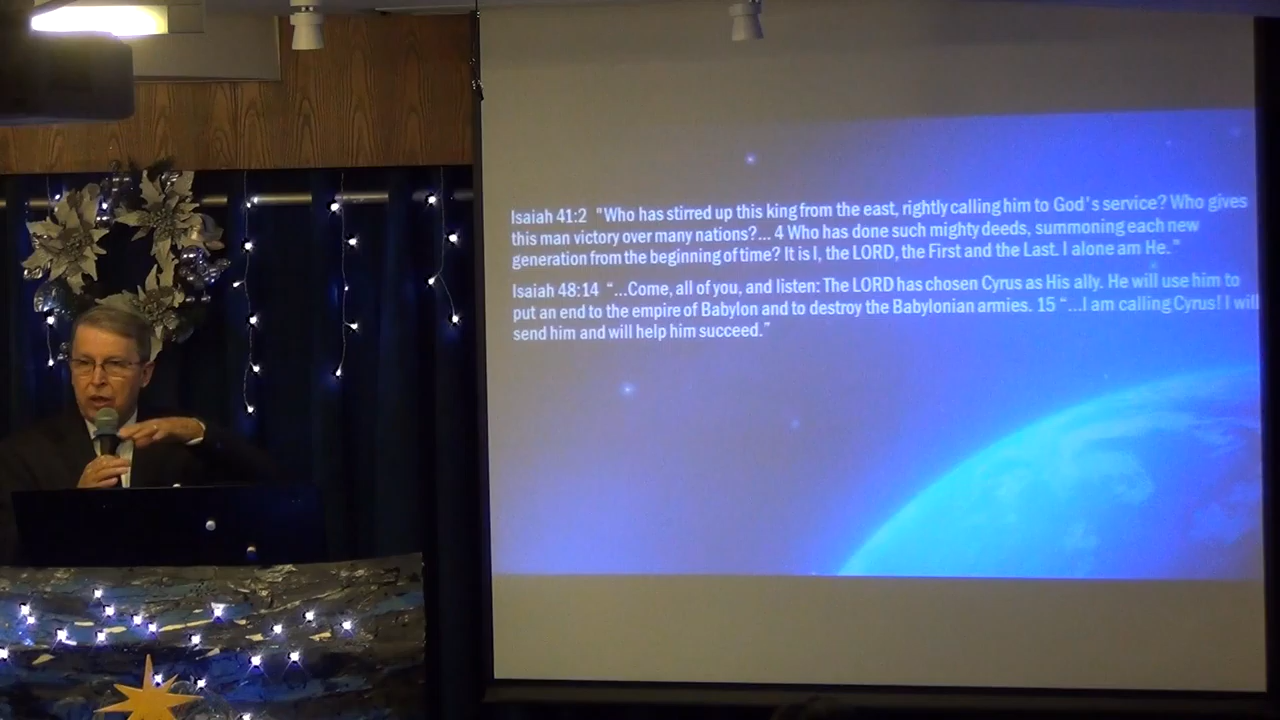 Isaiah 41:2 "Who has stirred up this king from the east, rightly calling him to God's service? Who gives
this man victory over many nations?... 4 Who has done such mighty deeds, summoning each new
generation from the beginning of time? It is I, the LORD, the First and the Last. I alone am He."
Isaiah 48:14 “...Come, all of you, and listen: The LORD has chosen Cyrus as His ally. He will use him to
put an end to the empire of Babylon and to destroy the Babylonian armies. 15 “...I am calling Cyrus! I will
send him and will help him succeed.”